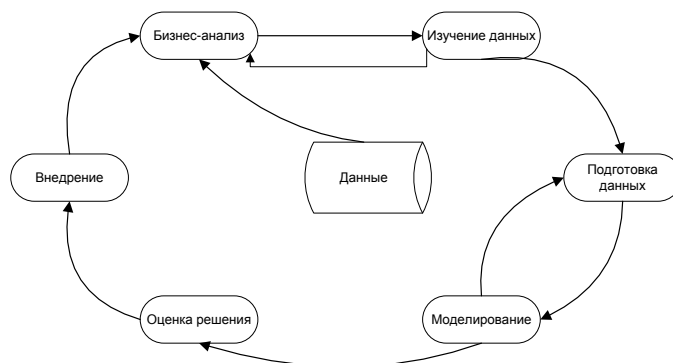 Бизнес-анализ
Изучение данных
Данные
Подготовка
данных
Внедрение
Оценка решения
Моделирование